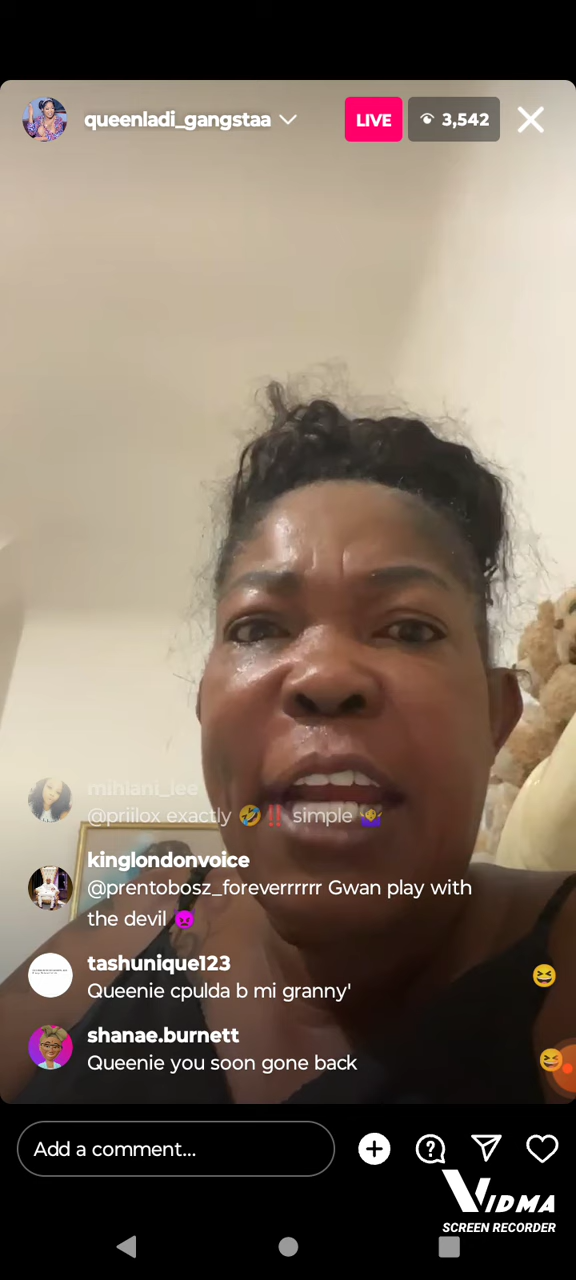 queenladi_gangstaa
LIVE
3,542
mihlani_lee
@priilox exactly 🤣‼️ simple 🤷‍♀️
kinglondonvoice
@prentobosz_foreverrrrrr Gwan play with
the devil 👿
tashunique123
Queenie cpulda b mi granny'
shanae.burnett
Queenie you soon gone back
Add a comment...
VIDMA
SCREEN RECORDER